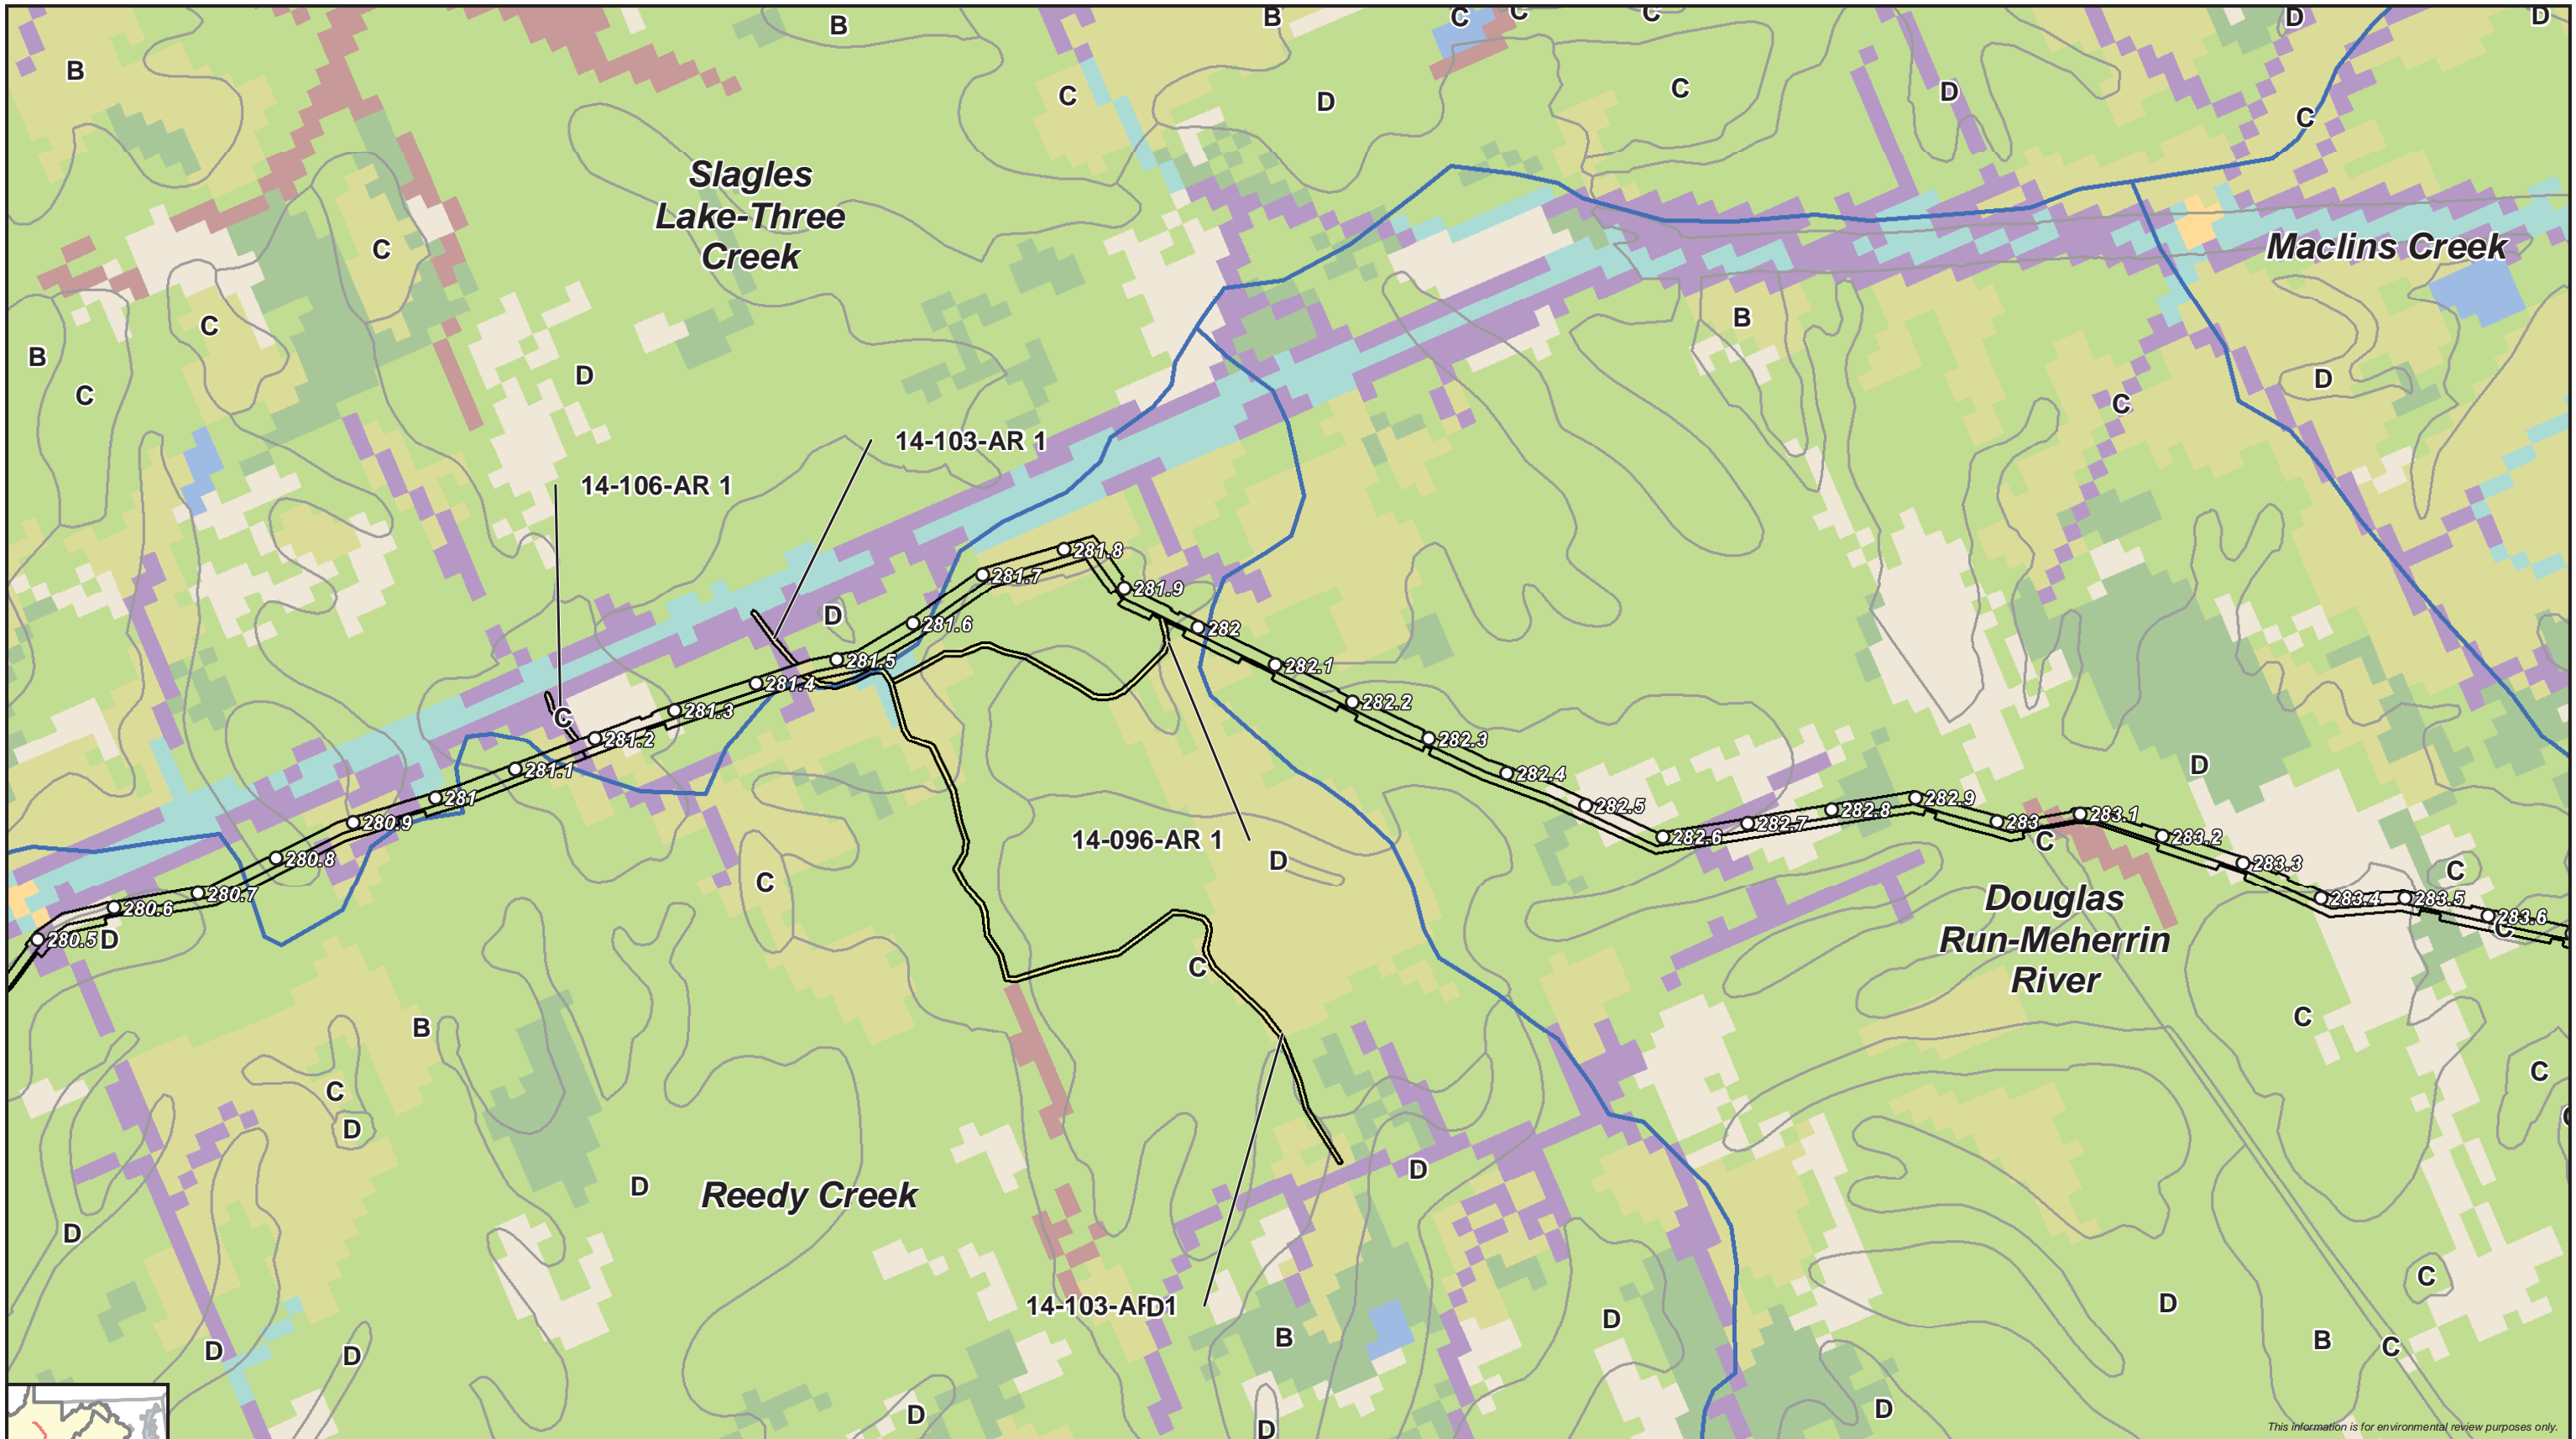 B
B
C
C
C
D
D
B
C
D
C
D
C
Slagles
Lake-Three
Creek
C
Maclins Creek
C
B
B
D
D
C
C
14-103-AR 1
14-106-AR 1
281.8
281.7
281.9
D
281.6
282
281.5
282.1
281.4
282.2
281.3
C
281.2
282.3
281.1
282.4
D
281
282.5
282.9
280.9
282.6
282.7
282.8
283
283.1
283.2
C
14-096-AR 1
D
280.8
283.3
C
C
280.7
283.4
283.5
280.6
283.6
C
280.5
D
Douglas
Run-Meherrin
River
C
B
C
C
C
D
D
D
Reedy Creek
D
C
14-103-AR 1
D
D
D
B
B
C
D
D
D
D
D
This information is for environmental review purposes only.